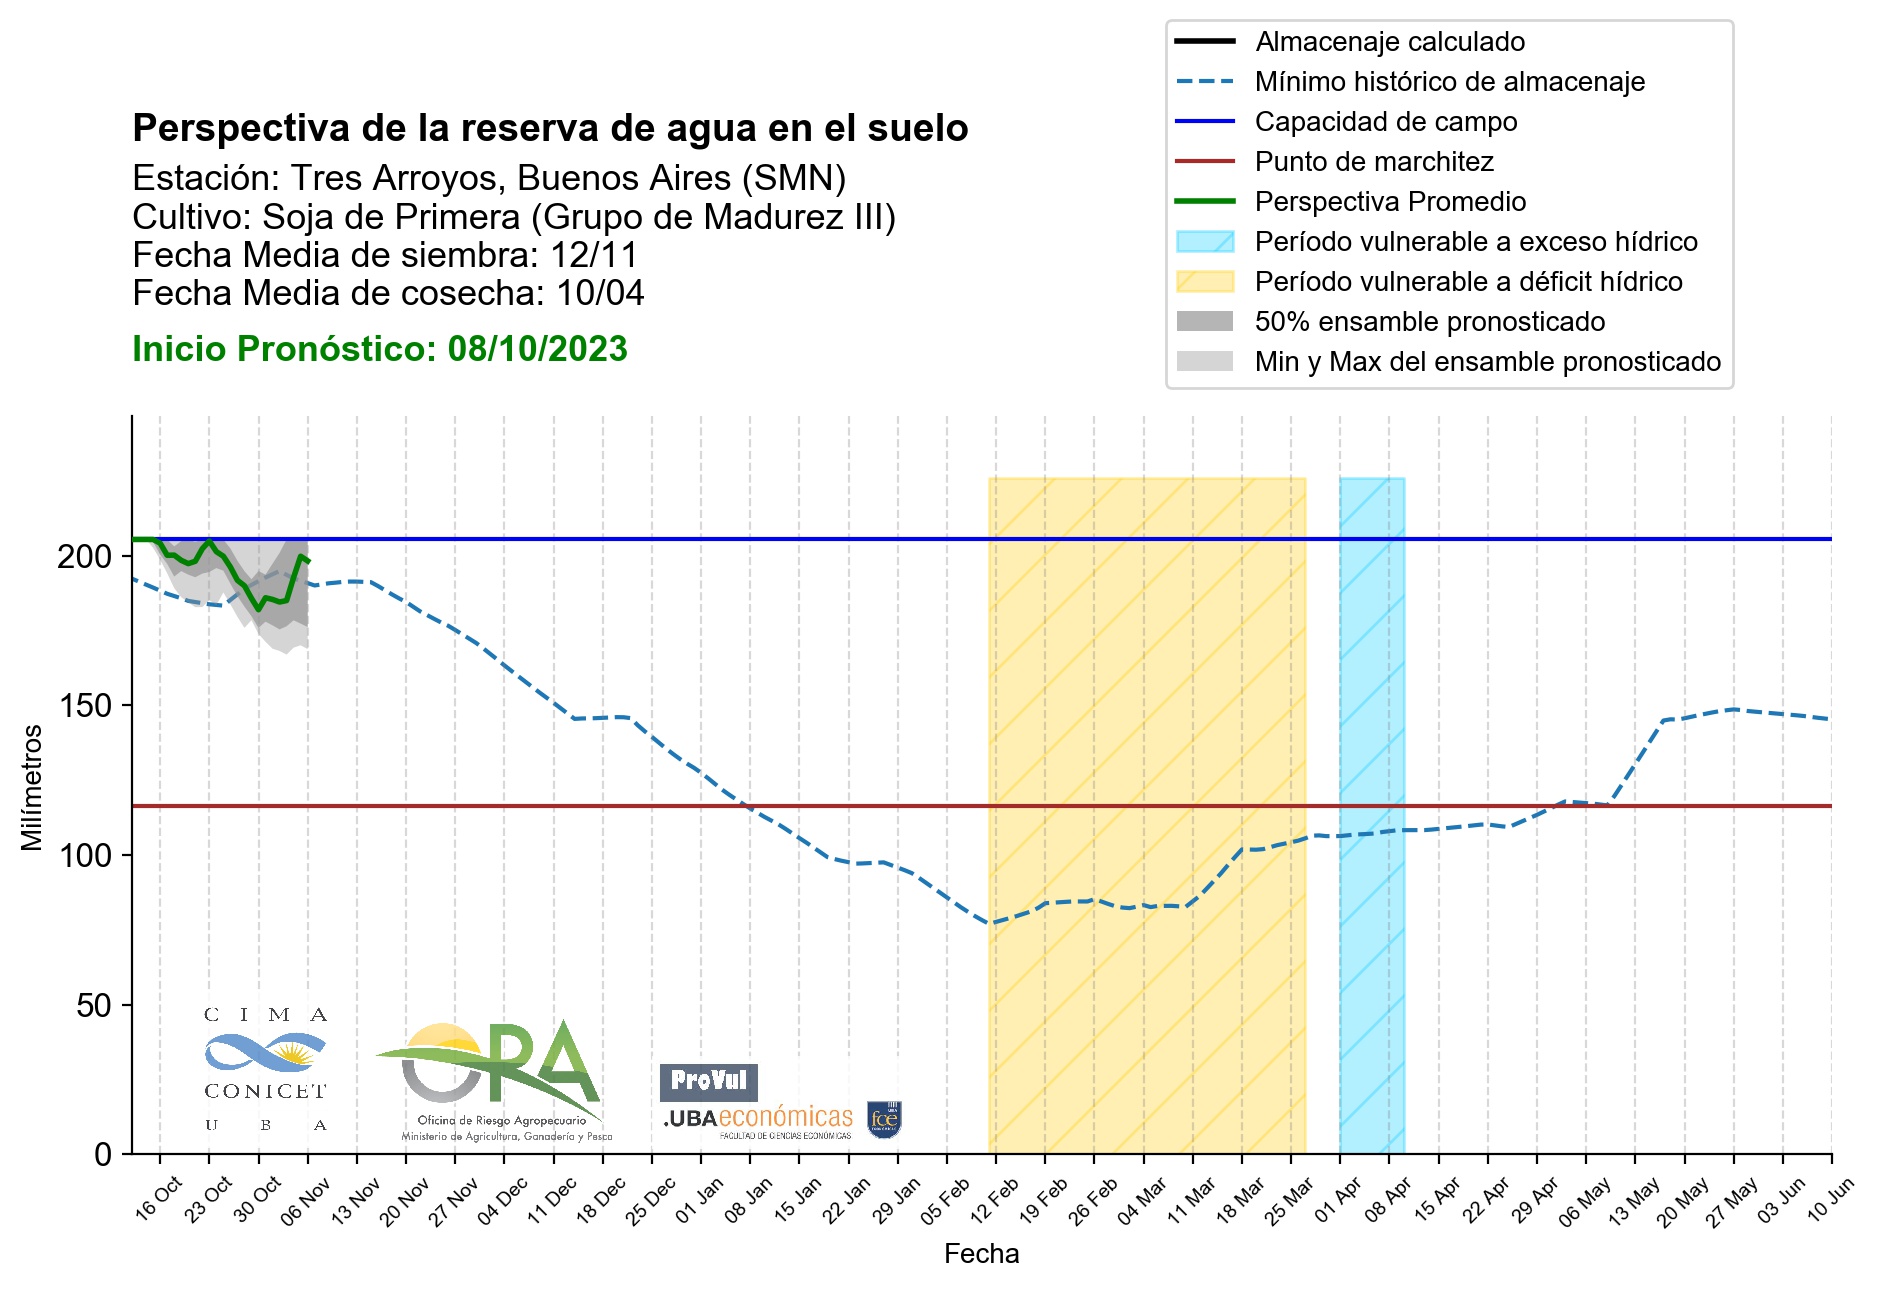 Almacenaje calculado
Mínimo histórico de almacenaje
Capacidad de campo
Punto de marchitez
Perspectiva Promedio
Período vulnerable a exceso hídrico
Período vulnerable a déficit hídrico
50% ensamble pronosticado
Min y Max del ensamble pronosticado
Perspectiva de la reserva de agua en el suelo
Estación: Tres Arroyos, Buenos Aires (SMN)
Cultivo: Soja de Primera (Grupo de Madurez III)
Fecha Media de siembra: 12/11
Fecha Media de cosecha: 10/04
Inicio Pronóstico: 08/10/2023
Milímetros
200
150
100
50
0
CIMA
CONICET
UBA
ORA
Oficina de Riesgo Agropecuario
Ministerio de Agricultura, Ganadería y Pesca
ProVul
.UBAeconómicas
FACULTAD DE CIENCIAS ECONÓMICAS
fce
16 Oct 23 Oct 30 Oct 06 Nov 13 Nov 20 Nov 27 Nov 04 Dec 11 Dec 18 Dec 25 Dec 01 Jan 08 Jan 15 Jan 22 Jan 29 Jan 05 Feb 12 Feb 19 Feb 26 Feb 04 Mar 11 Mar 18 Mar 25 Mar 01 Apr 08 Apr 15 Apr 22 Apr 29 Apr 06 May 13 May 20 May 27 May 03 Jun 10 Jun
Fecha